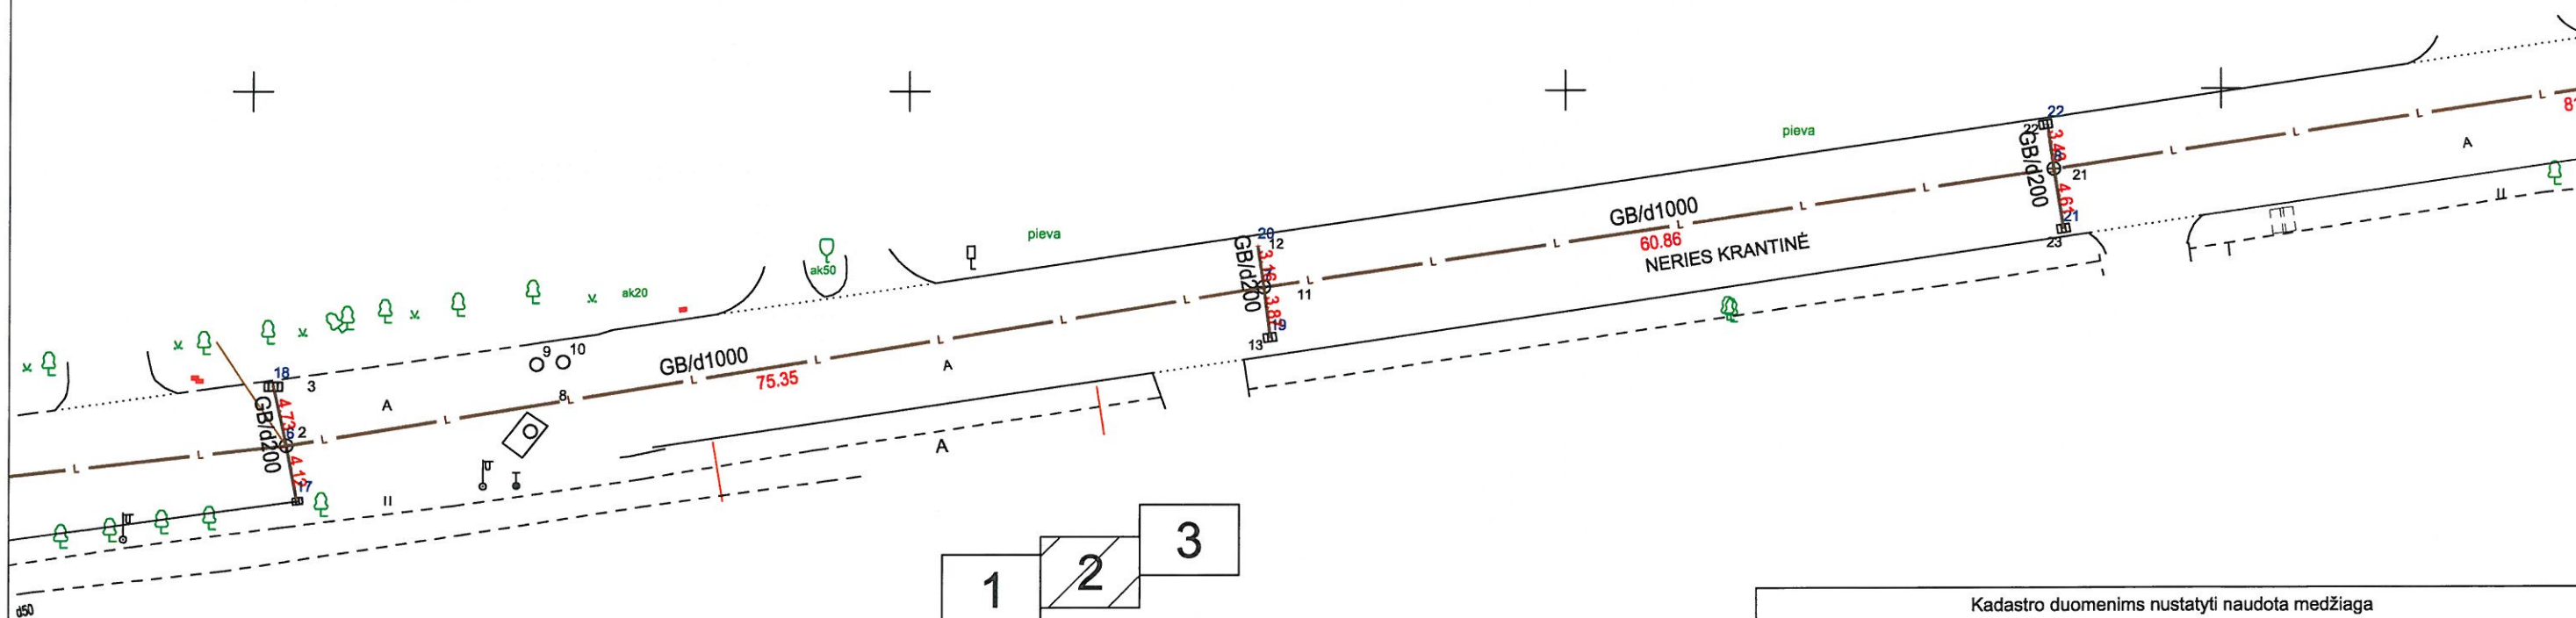 22
pieva
22
3.43
GB/d200
A
21
4.61
21
23
L L L L L L L L L L L L L L L L L L L
II
T
GB/d1000
60.86
NERIES KRANTINĖ
pieva
20
12
GB/d200
3.16
11
3.87
19
13
ak50
ak20
9
10
GB/d1000
75.35
A
8
A
18
3
A
4.73
GB/d200
6
2
4.12
17
II
d50
1
2
3
Kadastro duomenims nustatyti naudota medžiaga